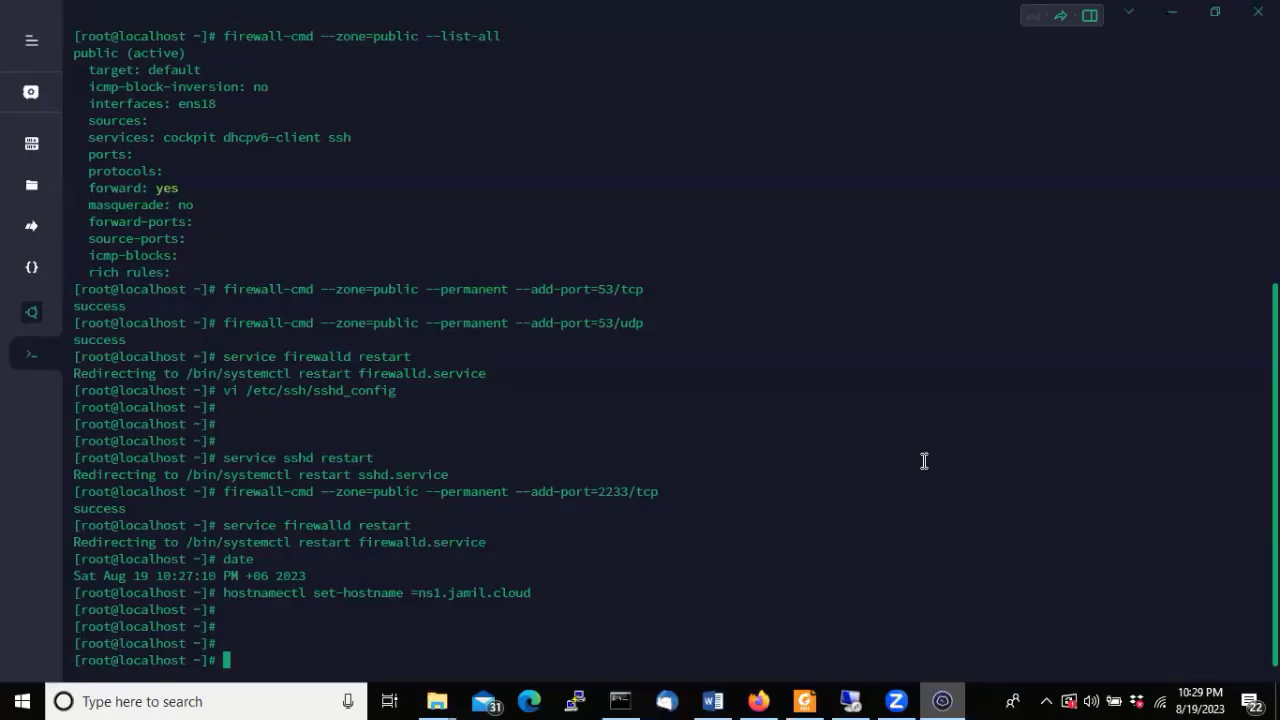 [root@localhost ~]# firewall-cmd --zone=public --list-all
public (active)
target: default
icmp-block-inversion: no
interfaces: ens18
sources:
services: cockpit dhcpv6-client ssh
ports:
protocols:
forward: yes
masquerade: no
forward-ports:
source-ports:
icmp-blocks:
rich rules:
[root@localhost ~]# firewall-cmd --zone=public --permanent --add-port=53/tcp
success
[root@localhost ~]# firewall-cmd --zone=public --permanent --add-port=53/udp
success
[root@localhost ~]# service firewalld restart
Redirecting to /bin/systemctl restart firewalld.service
[root@localhost ~]# vi /etc/ssh/sshd_config
[root@localhost ~]#
[root@localhost ~]#
[root@localhost ~]#
[root@localhost ~]# service sshd restart
Redirecting to /bin/systemctl restart sshd.service
[root@localhost ~]# firewall-cmd --zone=public --permanent --add-port=2233/tcp
success
[root@localhost ~]# service firewalld restart
Redirecting to /bin/systemctl restart firewalld.service
[root@localhost ~]# date
Sat Aug 19 10:27:10 PM +06 2023
[root@localhost ~]# hostnamectl set-hostname =ns1.jamil.cloud
[root@localhost ~]#
[root@localhost ~]#
[root@localhost ~]#
[root@localhost ~]#
Type here to search
31
10:29 PM
8/19/2023
22